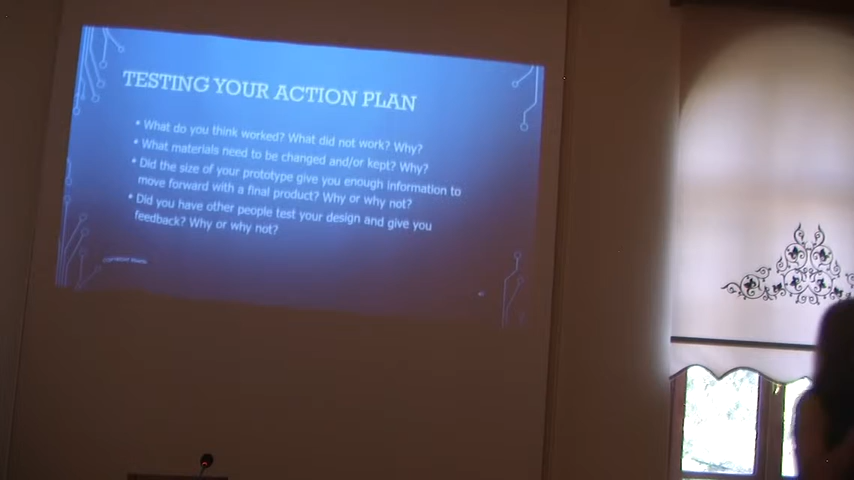 TESTING YOUR ACTION PLAN
• What do you think worked? What did not work? Why?
• What materials need to be changed and/or kept? Why?
• Did the size of your prototype give you enough information to
move forward with a final product? Why or why not?
• Did you have other people test your design and give you
feedback? Why or why not?